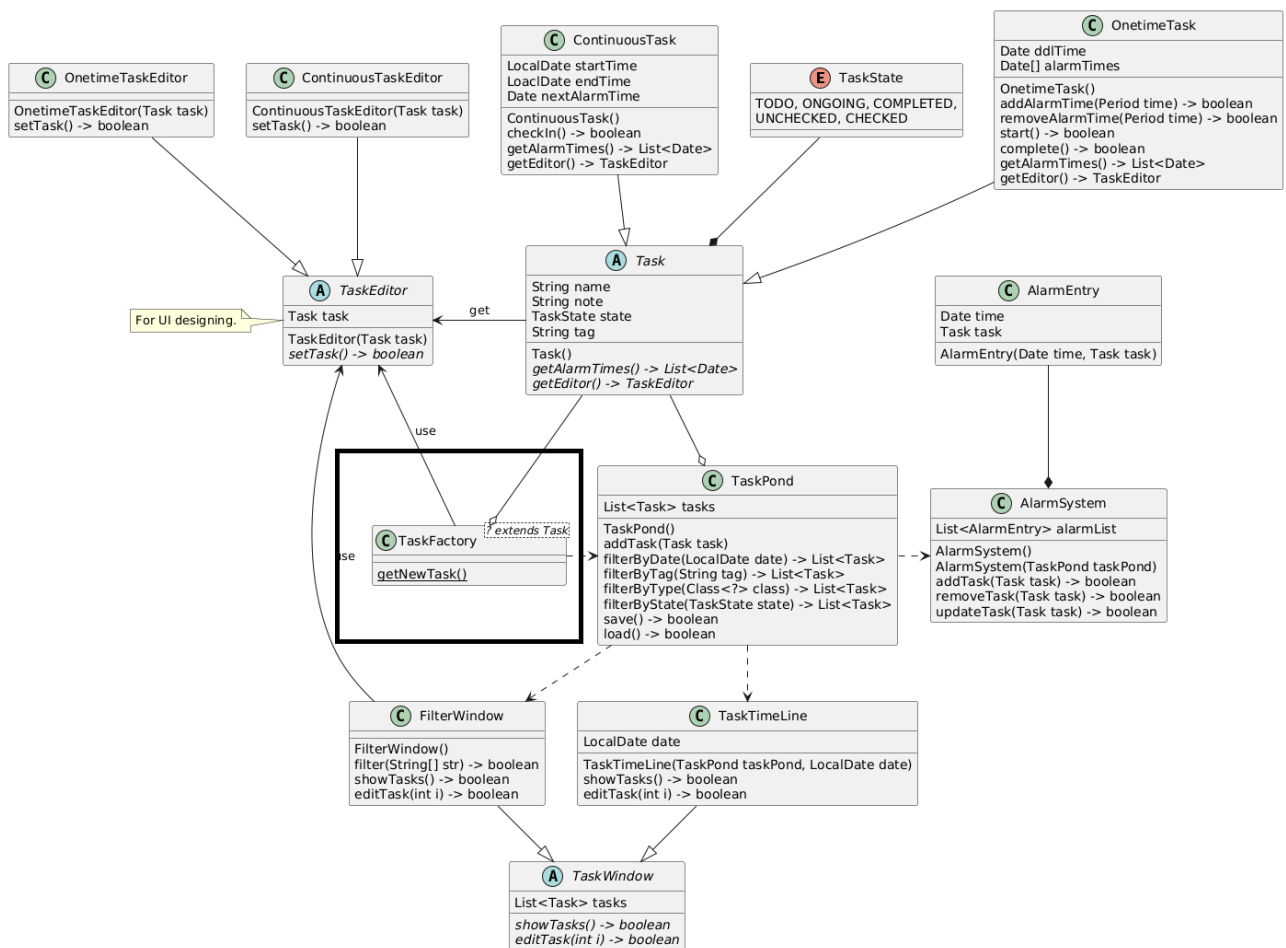 C OnetimeTask
Date ddlTime
Date[] alarmTimes
OnetimeTask()
addAlarmTime(Period time) -> boolean
removeAlarmTime(Period time) -> boolean
start() -> boolean
complete() -> boolean
getAlarmTimes() -> List<Date>
getEditor() -> TaskEditor
C ContinuousTask
LocalDate startTime
LoaclDate endTime
Date nextAlarmTime
ContinuousTask()
checkIn() -> boolean
getAlarmTimes() -> List<Date>
getEditor() -> TaskEditor
C OnetimeTaskEditor
OnetimeTaskEditor(Task task)
setTask() -> boolean
C ContinuousTaskEditor
ContinuousTaskEditor(Task task)
setTask() -> boolean
E TaskState
TODO, ONGOING, COMPLETED,
UNCHECKED, CHECKED
A Task
String name
String note
TaskState state
String tag
Task()
getAlarmTimes() -> List<Date>
getEditor() -> TaskEditor
get
A TaskEditor
Task task
TaskEditor(Task task)
setTask() -> boolean
For UI designing.
C AlarmEntry
Date time
Task task
AlarmEntry(Date time, Task task)
use
C TaskPond
List<Task> tasks
TaskPond()
addTask(Task task)
filterByDate(LocalDate date) -> List<Task>
filterByTag(String tag) -> List<Task>
filterByType(Class<?> class) -> List<Task>
filterByState(TaskState state) -> List<Task>
save() -> boolean
load() -> boolean
C AlarmSystem
List<AlarmEntry> alarmList
AlarmSystem()
AlarmSystem(TaskPond taskPond)
addTask(Task task) -> boolean
removeTask(Task task) -> boolean
updateTask(Task task) -> boolean
? extends Task
C TaskFactory
getNewTask()
use
C FilterWindow
FilterWindow()
filter(String[] str) -> boolean
showTasks() -> boolean
editTask(int i) -> boolean
C TaskTimeLine
LocalDate date
TaskTimeLine(TaskPond taskPond, LocalDate date)
showTasks() -> boolean
editTask(int i) -> boolean
A TaskWindow
List<Task> tasks
showTasks() -> boolean
editTask(int i) -> boolean